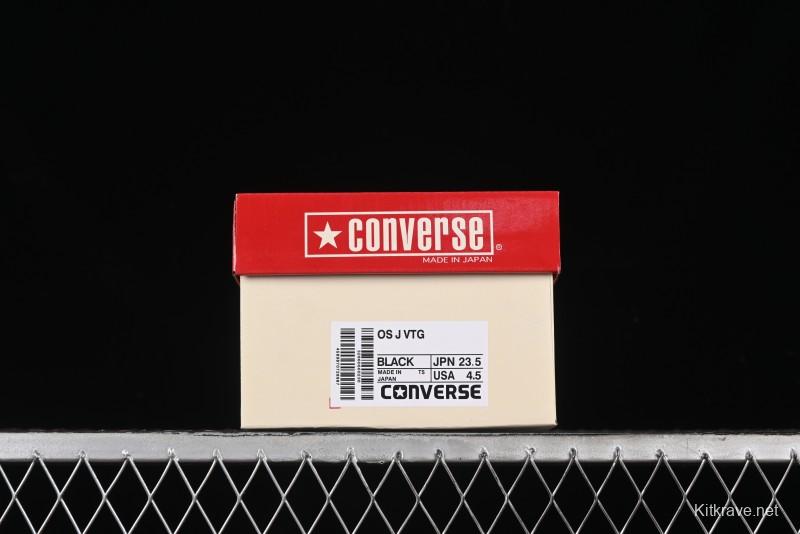 ★ converse ®
MADE IN JAPAN
OS J VTG
BLACK JPN 23.5
MADE IN JAPAN TS USA 4.5
CONVERSE
Kitkrave.net